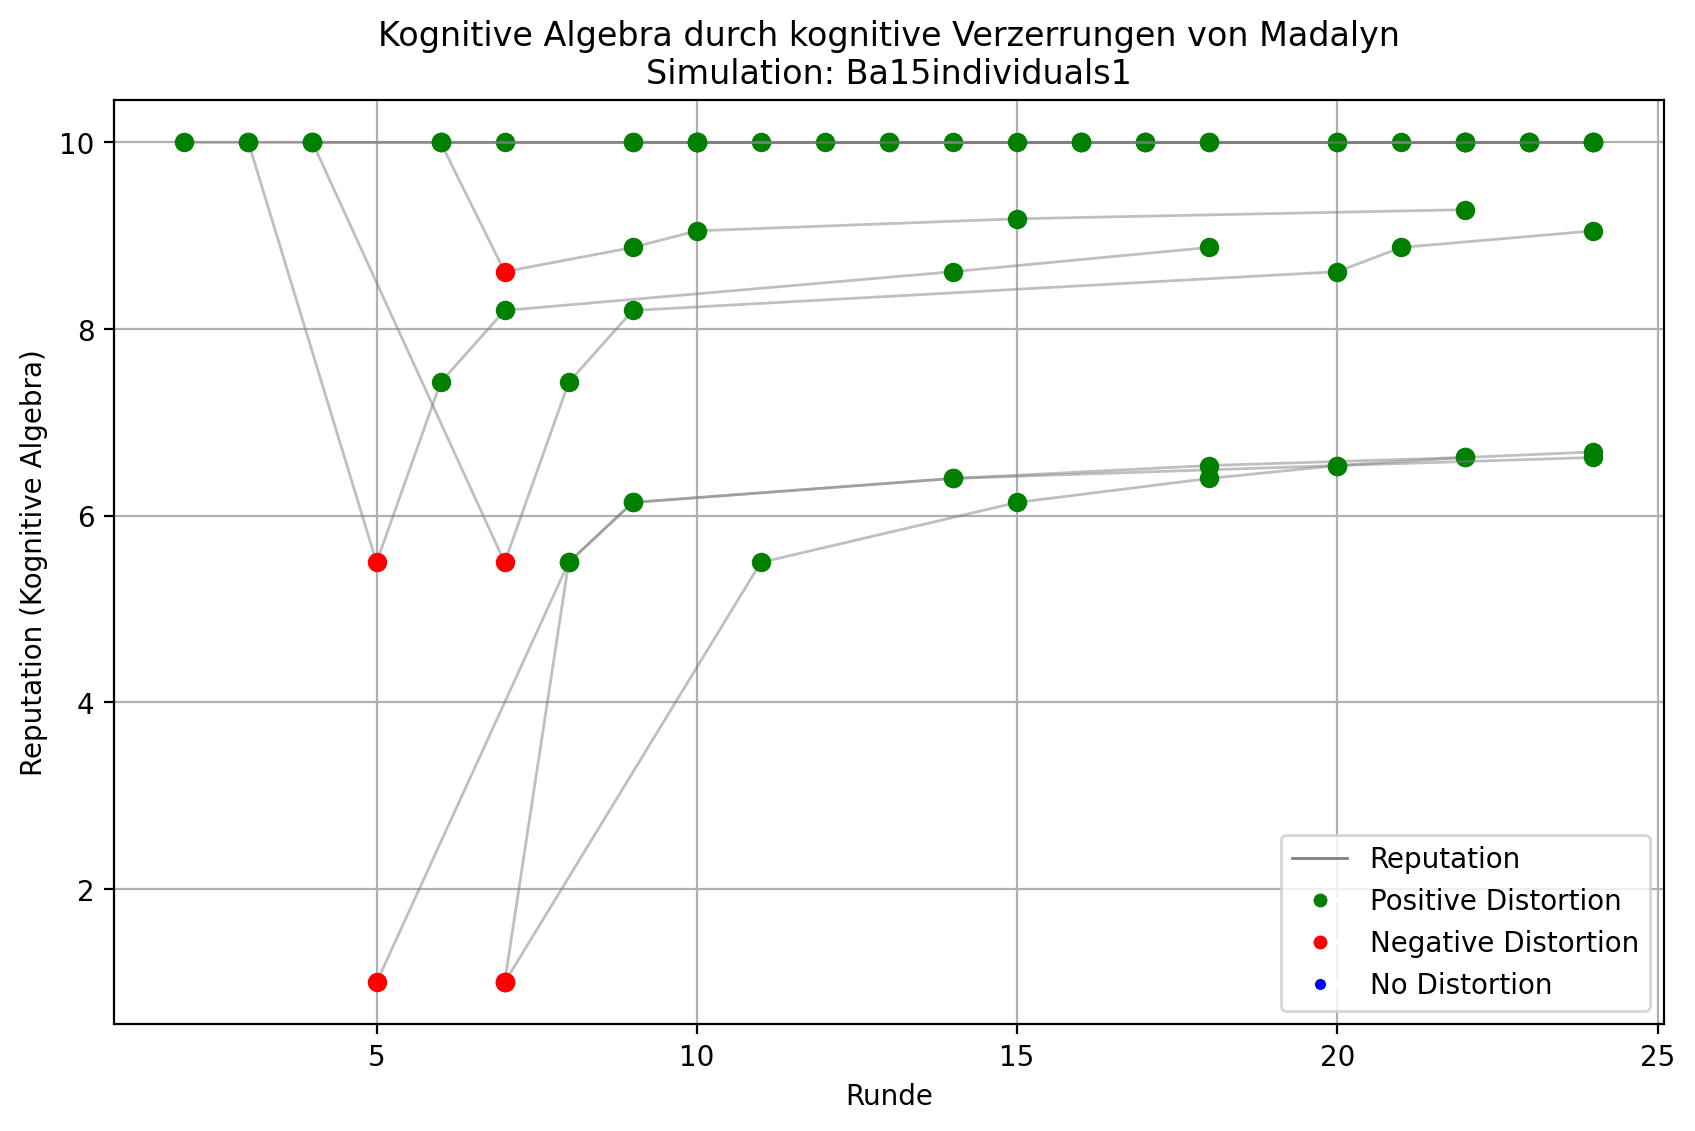 Kognitive Algebra durch kognitive Verzerrungen von Madalyn
Simulation: Ba15individuals1
Reputation (Kognitive Algebra)
10
8
6
4
2
5
10
15
20
25
Runde
Reputation
Positive Distortion
Negative Distortion
No Distortion